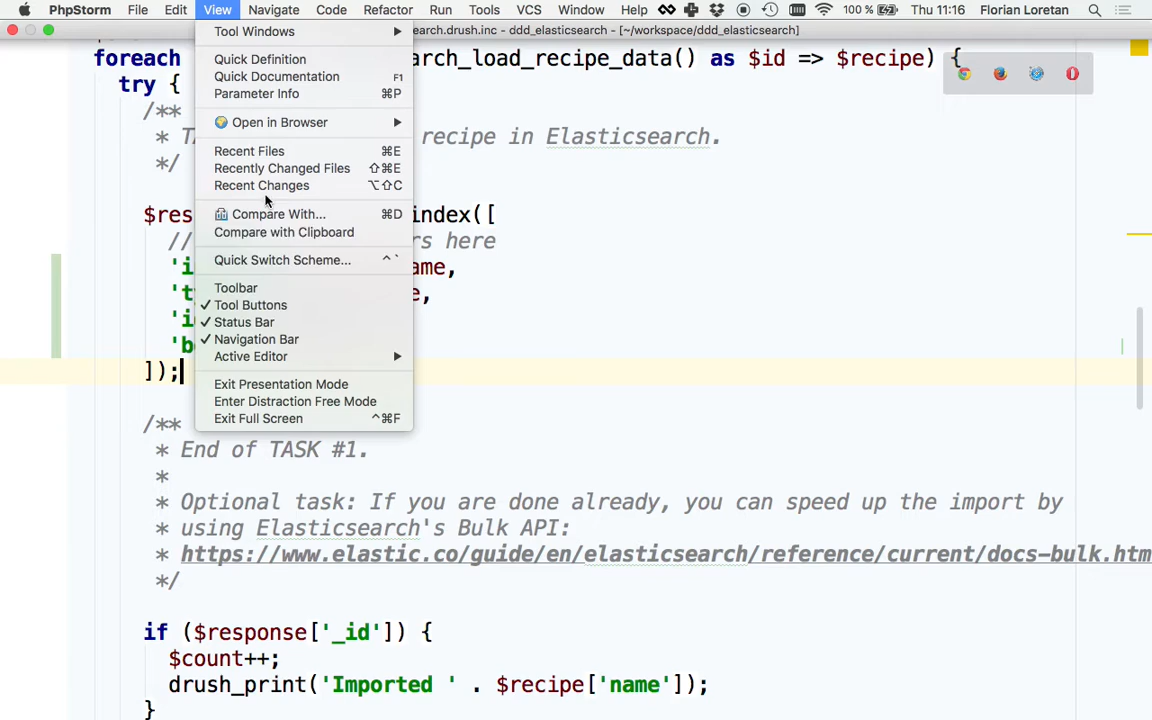 PhpStorm File Edit View Navigate Code Refactor Run Tools VCS Window Help 100 % Thu 11:16 Florian Loretan
Tool Windows
earch.drush.inc - ddd_elasticsearch - [~/workspace/ddd_elasticsearch]
foreach arch_load_recipe_data() as $id => $recipe) {
Quick Definition
Quick Documentation F1
Parameter Info ⌘P
try {
/**
Open in Browser
* recipe in Elasticsearch.
*/
Recent Files ⌘E
Recently Changed Files ⇧⌘E
Recent Changes ⌥⇧C
Compare With... ⌘D
Compare with Clipboard
$res index([
// rs here
Quick Switch Scheme... ^`
'i ame,
Toolbar
Tool Buttons
't e,
Status Bar
'i
Navigation Bar
'b
Active Editor
]);
Exit Presentation Mode
Enter Distraction Free Mode
Exit Full Screen ^⌘F
/**
* End of TASK #1.
*
* Optional task: If you are done already, you can speed up the import by
* using Elasticsearch's Bulk API:
* https://www.elastic.co/guide/en/elasticsearch/reference/current/docs-bulk.htm
*/
if ($response['_id']) {
$count++;
drush_print('Imported ' . $recipe['name']);
}